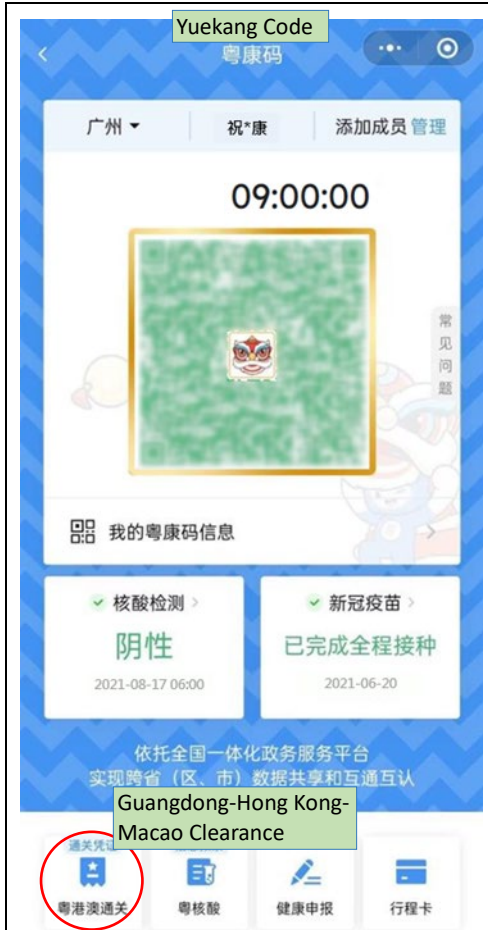 Yuekang Code
粤康码
广州
祝*康
添加成员 管理
09:00:00
常见问题
我的粤康码信息
核酸检测
新冠疫苗
阴性
已完成全程接种
2021-08-17 06:00
2021-06-20
依托全国一体化政务服务平台
实现跨省（区、市）数据共享和互通互认
Guangdong-Hong Kong-
Macao Clearance
通关凭证
粤港澳通关
粤核酸
健康申报
行程卡